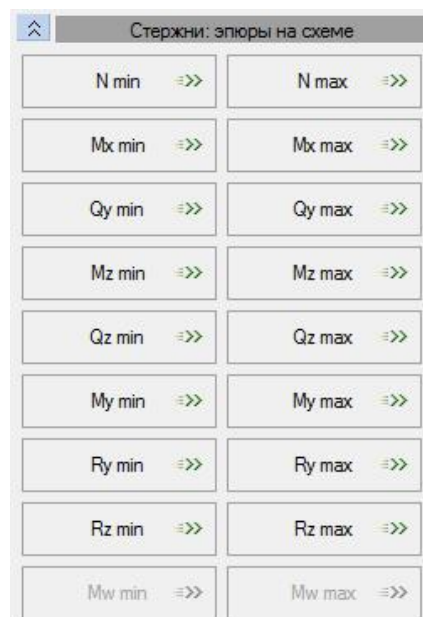 Стержни: эпюры на схеме
N min N max
Mx min Mx max
Qy min Qy max
Mz min Mz max
Qz min Qz max
My min My max
Ry min Ry max
Rz min Rz max
Mw min Mw max